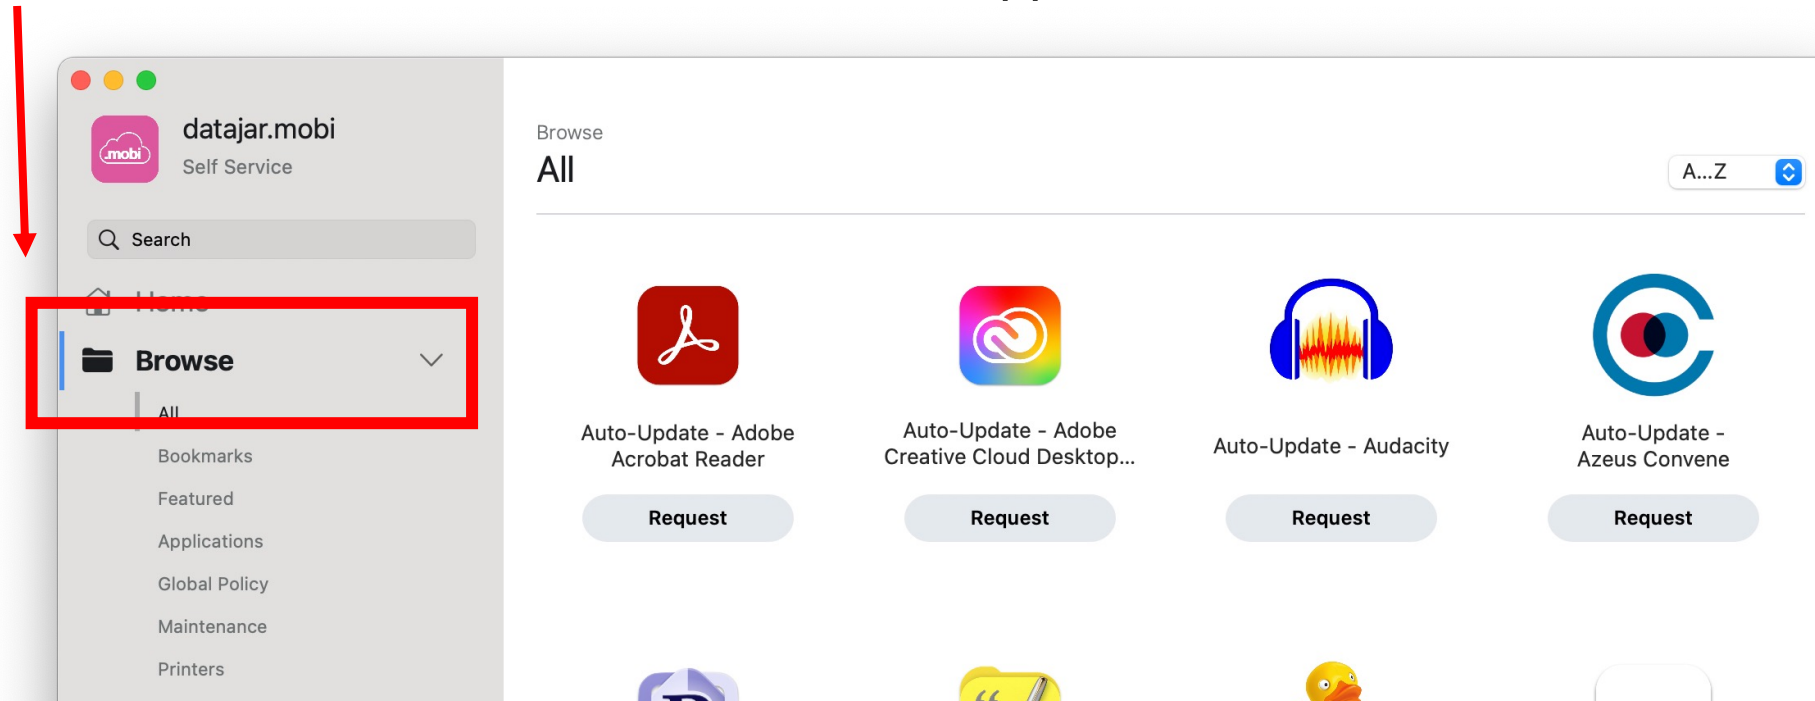 .mobi
datajar.mobi
Self Service
Search
Home
Browse
All
Bookmarks
Featured
Applications
Global Policy
Maintenance
Printers
Browse
All
A...Z
Auto-Update - Adobe
Acrobat Reader
Request
Auto-Update - Adobe
Creative Cloud Desktop...
Request
Auto-Update - Audacity
Request
Auto-Update -
Azeus Convene
Request